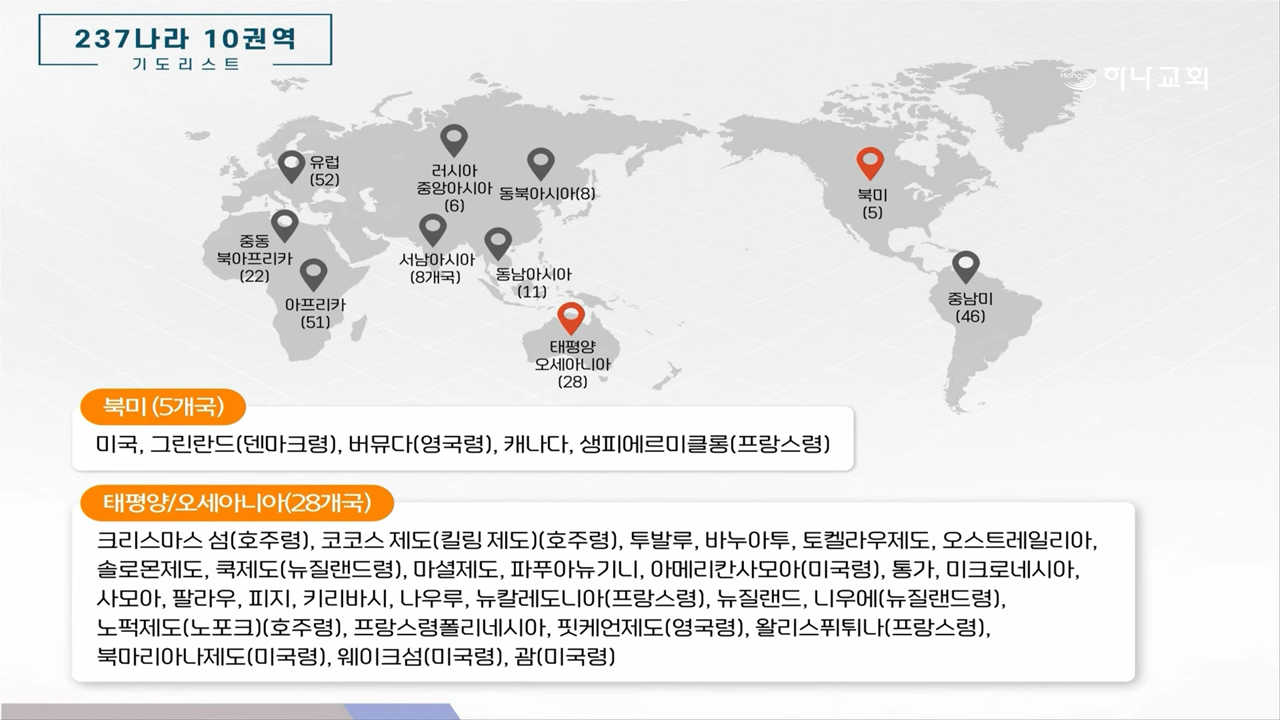 237나라 10권역
기도리스트
Hana 하나교회
유럽
(52)
러시아
중앙아시아
(6)
동북아시아(8)
북미
(5)
중동
북아프리카
(22)
서남아시아
(8개국)
동남아시아
(11)
아프리카
(51)
중남미
(46)
태평양
오세아니아
(28)
북미 (5개국)
미국, 그린란드(덴마크령), 버뮤다(영국령), 캐나다, 생피에르미클롱(프랑스령)
태평양/오세아니아(28개국)
크리스마스 섬(호주령), 코코스 제도(킬링 제도)(호주령), 투발루, 바누아투, 토켈라우제도, 오스트레일리아,
솔로몬제도, 쿡제도(뉴질랜드령), 마셜제도, 파푸아뉴기니, 아메리칸사모아(미국령), 통가, 미크로네시아,
사모아, 팔라우, 피지, 키리바시, 나우루, 뉴칼레도니아(프랑스령), 뉴질랜드, 니우에(뉴질랜드령),
노퍽제도(노포크)(호주령), 프랑스령폴리네시아, 핏케언제도(영국령), 왈리스퓌튀나(프랑스령),
북마리아나제도(미국령), 웨이크섬(미국령), 괌(미국령)